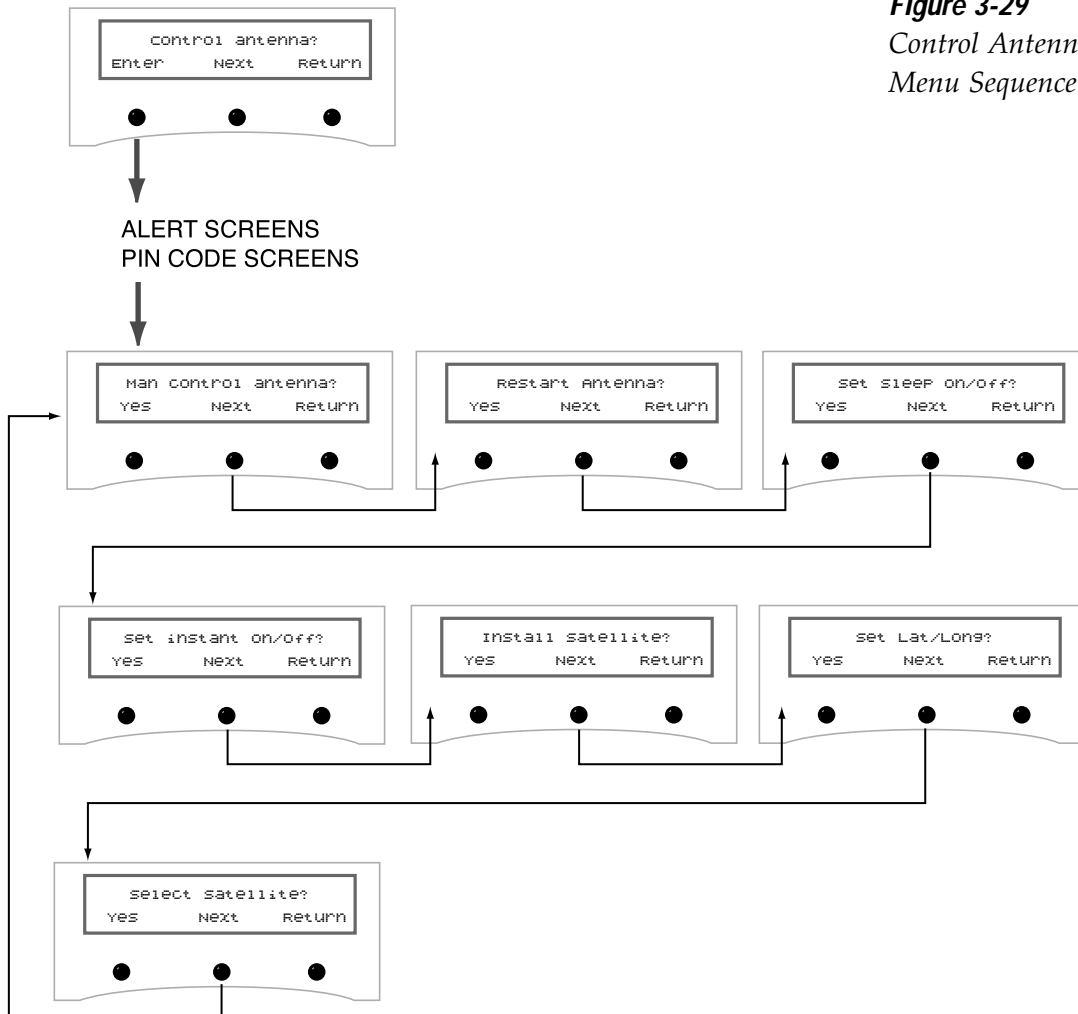 Figure 3-29
Control Antenn
Menu Sequence
Control antenna?
Enter Next Return
ALERT SCREENS
PIN CODE SCREENS
Man Control antenna?
Yes Next Return
Restart Antenna?
Yes Next Return
Set Sleep On/Off?
Yes Next Return
Set instant On/Off?
Yes Next Return
Install Satellite?
Yes Next Return
Set Lat/Long?
Yes Next Return
Select Satellite?
Yes Next Return